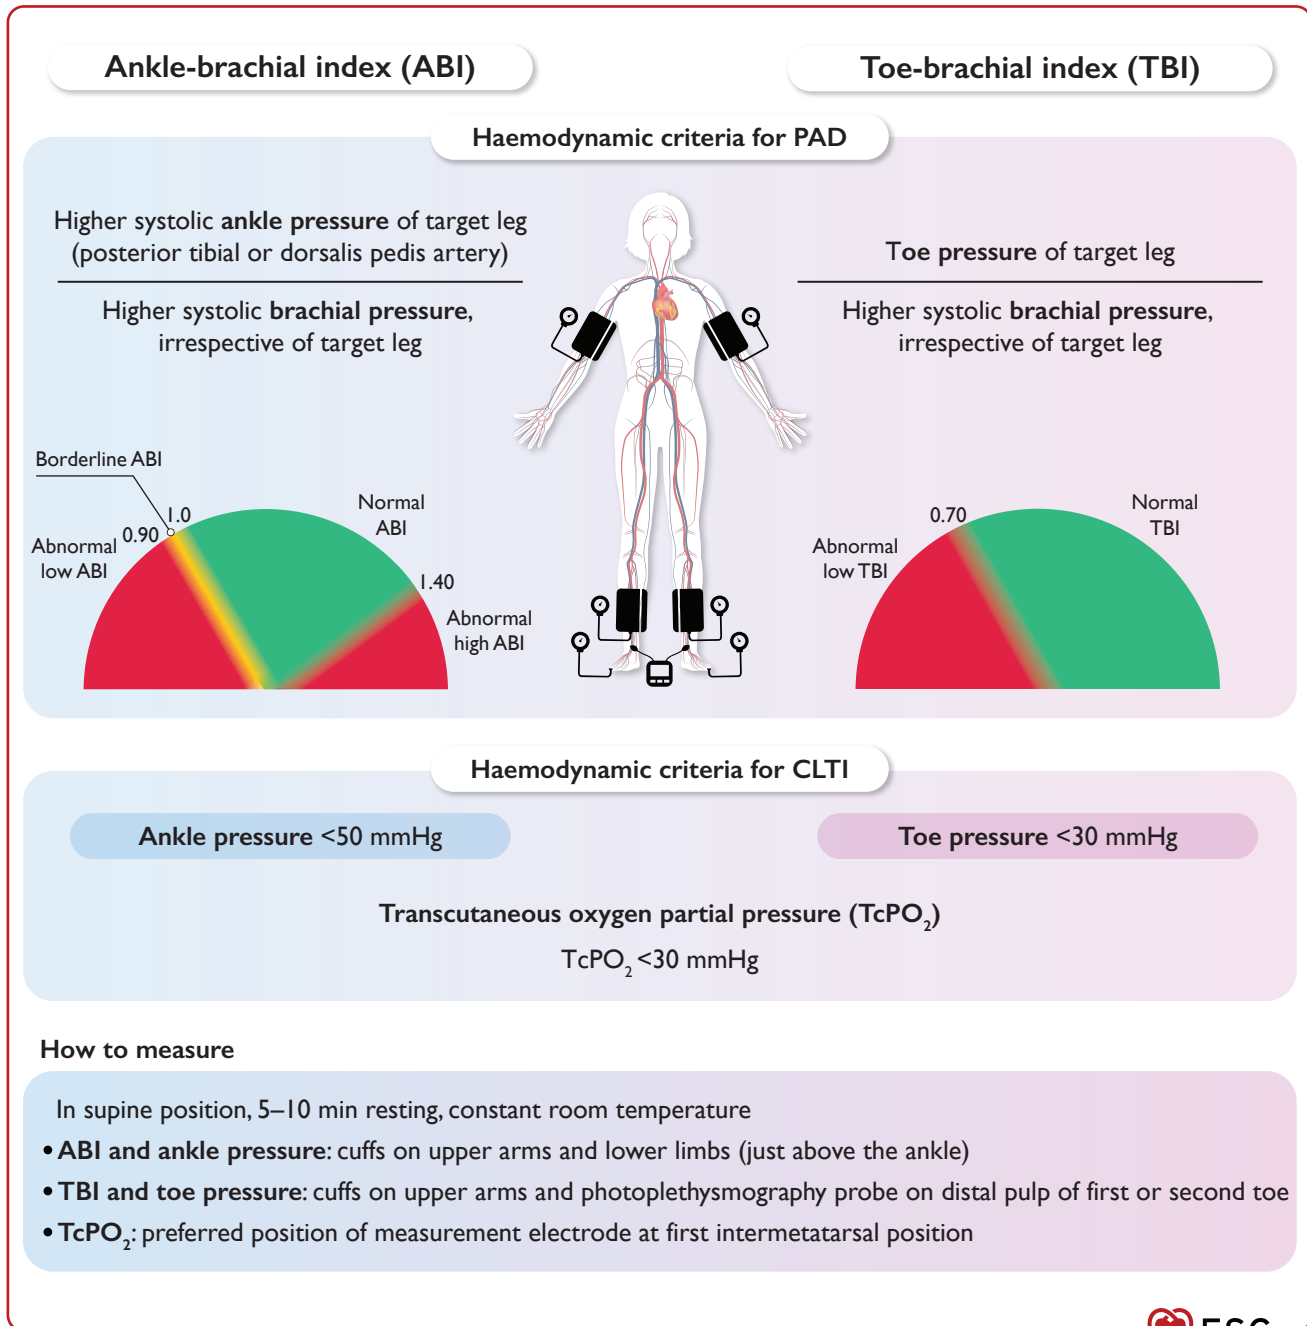 Ankle-brachial index (ABI)
Toe-brachial index (TBI)
Haemodynamic criteria for PAD
Higher systolic ankle pressure of target leg
(posterior tibial or dorsalis pedis artery)
Higher systolic brachial pressure,
irrespective of target leg
Toe pressure of target leg
Higher systolic brachial pressure,
irrespective of target leg
Borderline ABI
1.0
0.90
Abnormal
low ABI
Normal
ABI
1.40
Abnormal
high ABI
0.70
Abnormal
low TBI
Normal
TBI
Haemodynamic criteria for CLTI
Ankle pressure <50 mmHg
Toe pressure <30 mmHg
Transcutaneous oxygen partial pressure (TcPO₂)
TcPO₂ <30 mmHg
How to measure
In supine position, 5–10 min resting, constant room temperature
• ABI and ankle pressure: cuffs on upper arms and lower limbs (just above the ankle)
• TBI and toe pressure: cuffs on upper arms and photoplethysmography probe on distal pulp of first or second toe
• TcPO₂: preferred position of measurement electrode at first intermetatarsal position
ESC